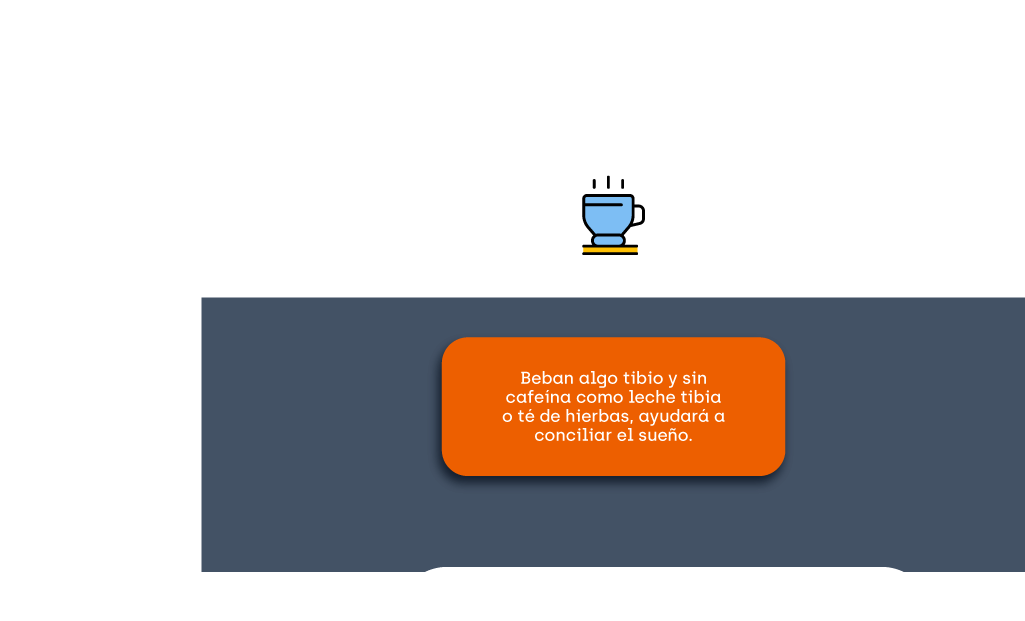 Beban algo tibio y sin
cafeína como leche tibia
o té de hierbas, ayudará a
conciliar el sueño.